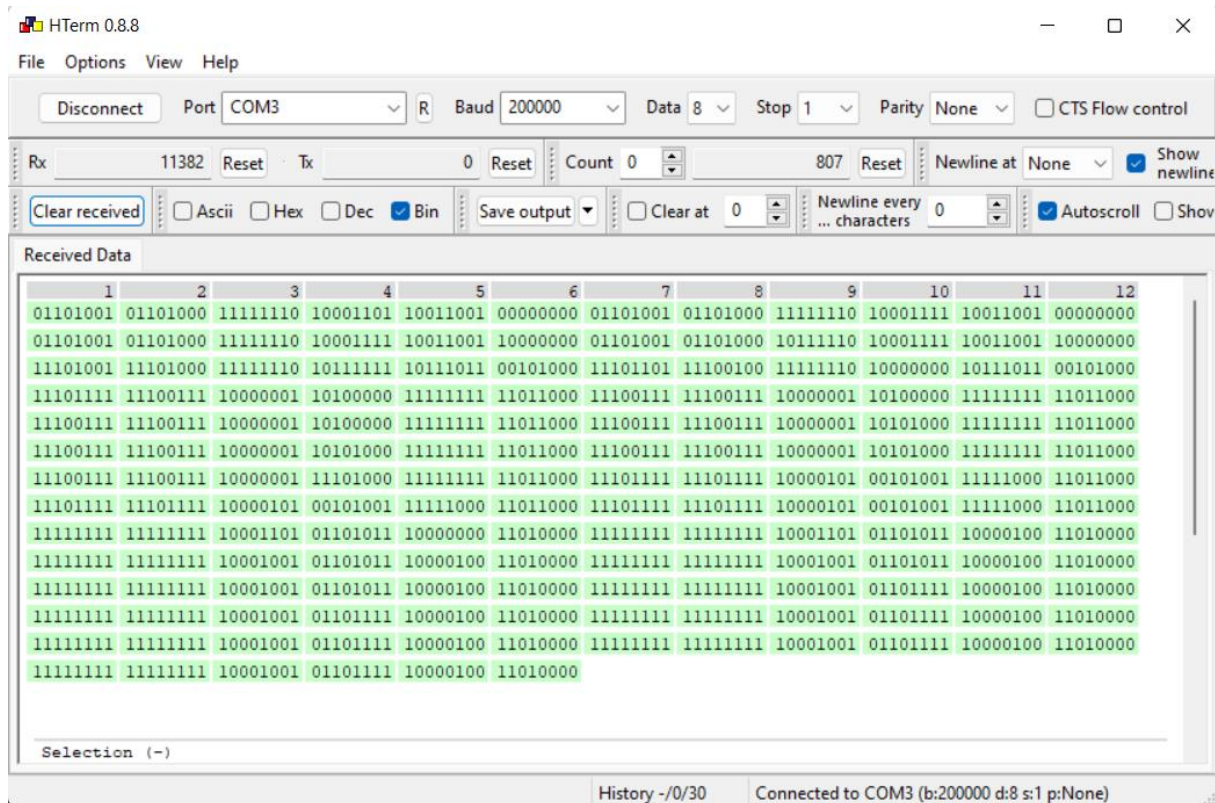 HTerm 0.8.8
File Options View Help
Disconnect Port COM3 R Baud 200000 Data 8 Stop 1 Parity None CTS Flow control
Rx 11382 Reset Tx 0 Reset Count 0 807 Reset Newline at None Show newline
Clear received Ascii Hex Dec Bin Save output Clear at 0 Newline every ... characters 0 Autoscroll Shov
Received Data
1 2 3 4 5 6 7 8 9 10 11 12
01101001 01101000 11111110 10001101 10011001 00000000 01101001 01101000 11111110 10001111 10011001 00000000
01101001 01101000 11111110 10001111 10011001 10000000 01101001 01101000 10111110 10001111 10011001 10000000
11101001 11101000 11111110 10111111 10111011 00101000 11101101 11100100 11111110 10000000 10111011 00101000
11101111 11100111 10000001 10100000 11111111 11011000 11100111 11100111 10000001 10100000 11111111 11011000
11100111 11100111 10000001 10100000 11111111 11011000 11100111 11100111 10000001 10101000 11111111 11011000
11100111 11100111 10000001 10101000 11111111 11011000 11100111 11100111 10000001 10101000 11111111 11011000
11100111 11100111 10000001 11101000 11111111 11011000 11101111 11101111 10000101 00101001 11111000 11011000
11101111 11101111 10000101 00101001 11111000 11011000 11101111 11101111 10000101 00101001 11111000 11011000
11111111 11111111 10001101 01101011 10000000 11010000 11111111 11111111 10001101 01101011 10000100 11010000
11111111 11111111 10001001 01101011 10000100 11010000 11111111 11111111 10001001 01101011 10000100 11010000
11111111 11111111 10001001 01101011 10000100 11010000 11111111 11111111 10001001 01101111 10000100 11010000
11111111 11111111 10001001 01101111 10000100 11010000 11111111 11111111 10001001 01101111 10000100 11010000
11111111 11111111 10001001 01101111 10000100 11010000 11111111 11111111 10001001 01101111 10000100 11010000
11111111 11111111 10001001 01101111 10000100 11010000
Selection (-)
History -/0/30 Connected to COM3 (b:200000 d:8 s:1 p:None)